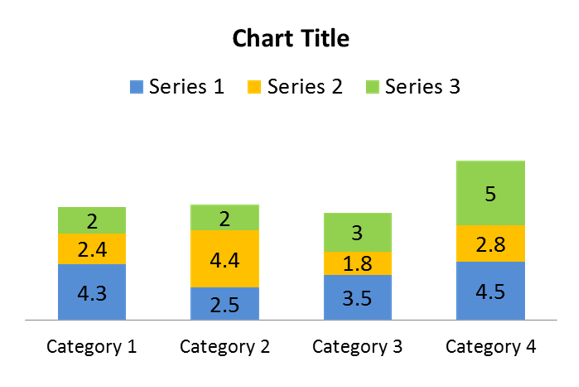 Chart Title
Series 1 Series 2 Series 3
5
2 2 3
2.4 4.4 1.8 2.8
4.3 2.5 3.5 4.5
Category 1 Category 2 Category 3 Category 4